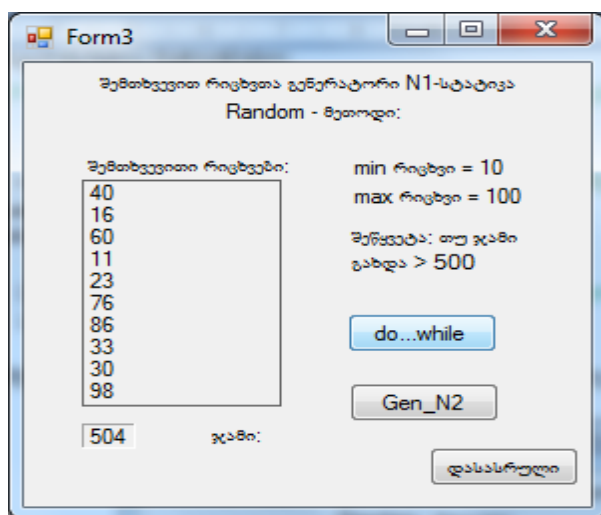 Form3
შემთხვევით რიცხვთა გენერატორი N1-სტატიკა
Random - მეთოდი:
შემთხვევითი რიცხვები:
40
16
60
11
23
76
86
33
30
98
504 ჯამი:
min რიცხვი = 10
max რიცხვი = 100
შეწყვეტა: თუ ჯამი
გახდა > 500
do...while
Gen_N2
დასასრული